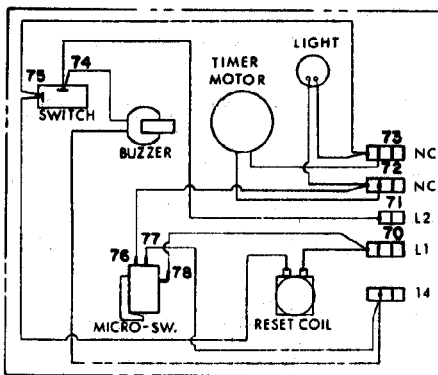 LIGHT
TIMER
MOTOR
75
74
SWITCH
BUZZER
73
NC
72
NC
71
L2
70
L1
76
77
78
14
MICRO-SW.
RESET COIL